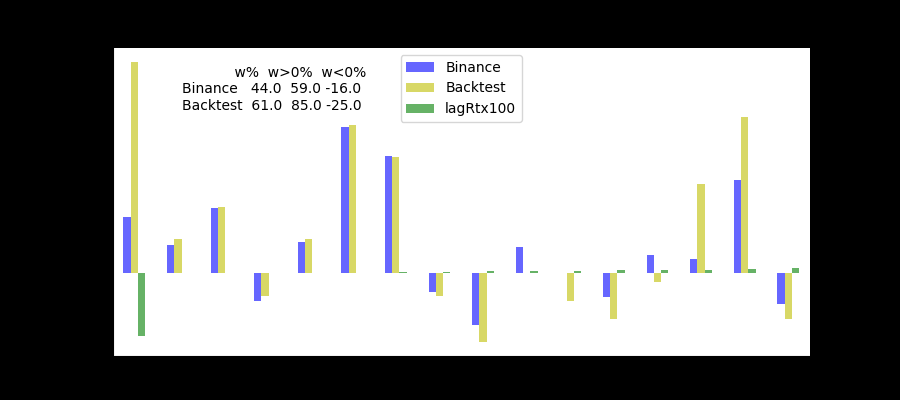 w%  w>0%  w<0%
Binance   44.0  59.0 -16.0
Backtest  61.0  85.0 -25.0
Binance
Backtest
lagRtx100